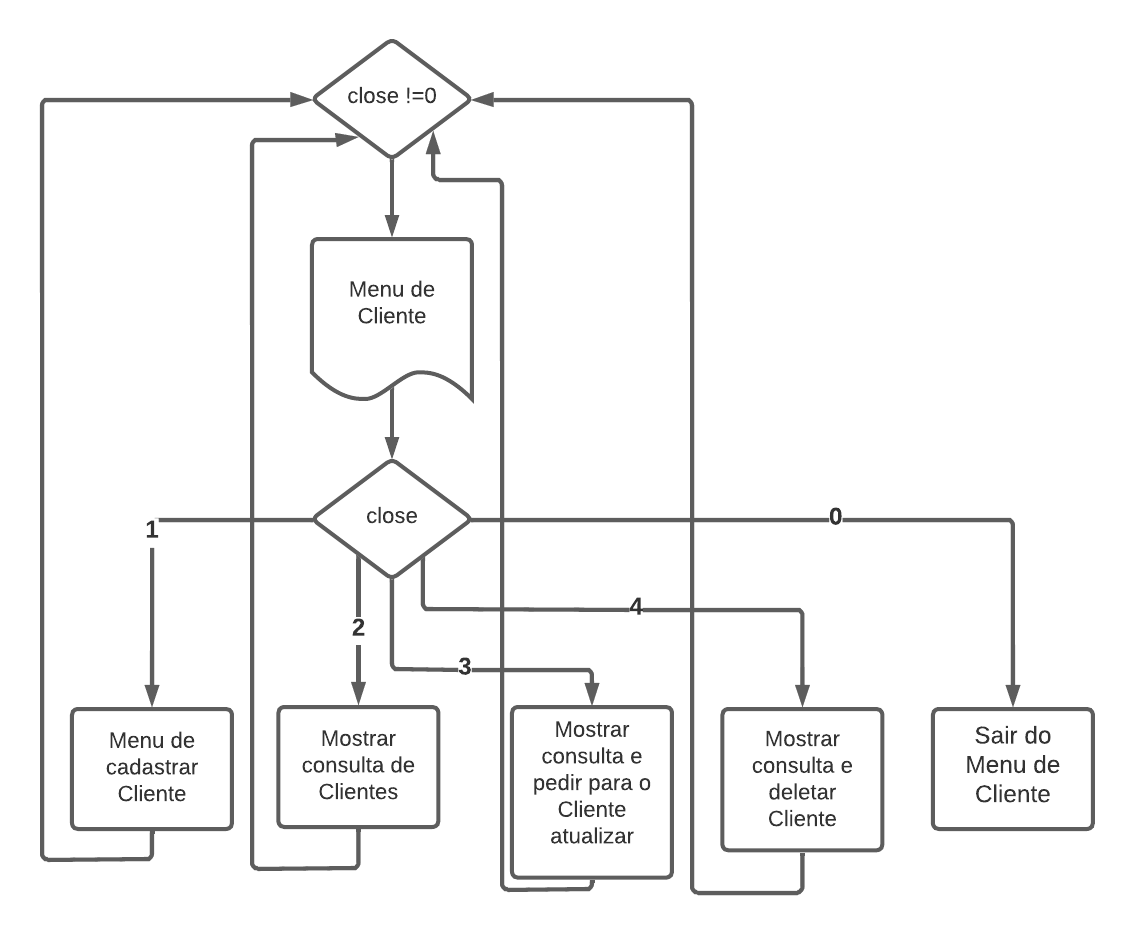 close !=0
Menu de
Cliente
close
1
0
2
4
3
Menu de
cadastrar
Cliente
Mostrar
consulta de
Clientes
Mostrar
consulta e
pedir para o
Cliente
atualizar
Mostrar
consulta e
deletar
Cliente
Sair do
Menu de
Cliente